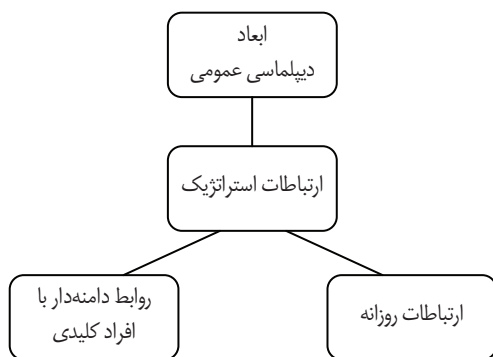 ابعاد
دیپلماسی عمومی
ارتباطات استراتژیک
ارتباطات روزانه
روابط دامنه‌دار با
افراد کلیدی